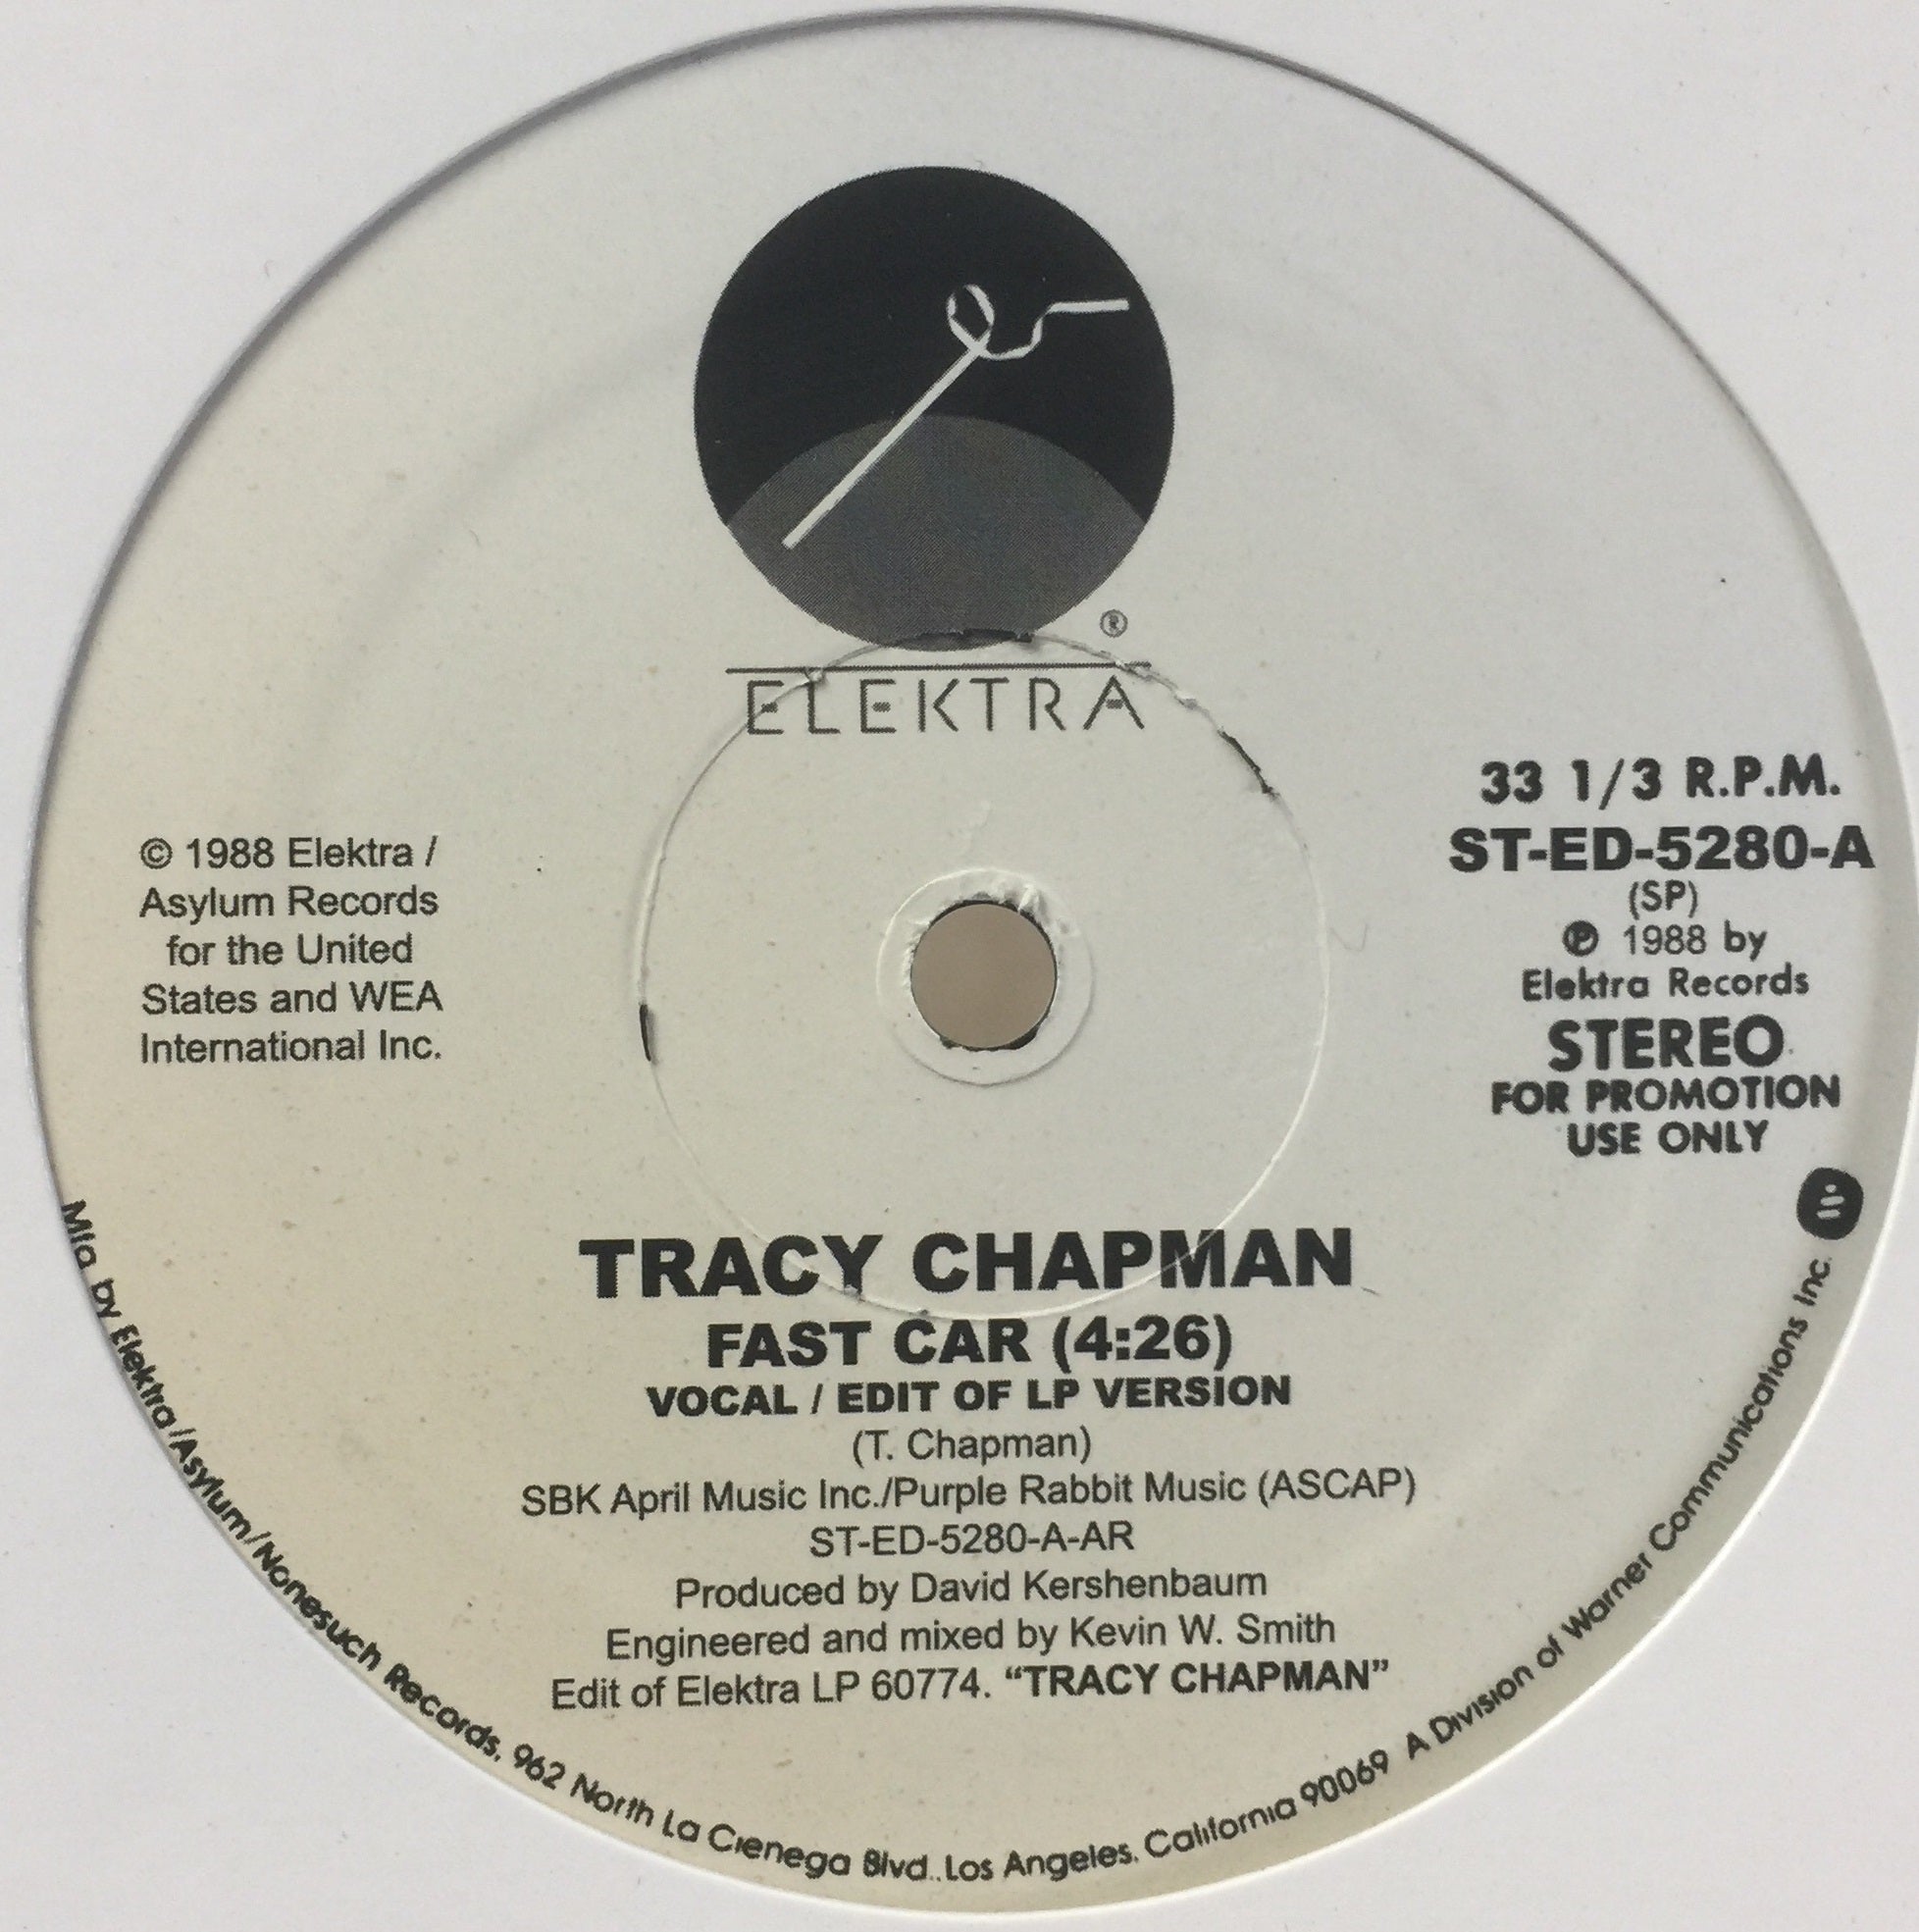 ®
ELEKTRA
© 1988 Elektra /
Asylum Records
for the United
States and WEA
International Inc.
33 1/3 R.P.M.
ST-ED-5280-A
(SP)
℗ 1988 by
Elektra Records
STEREO
FOR PROMOTION
USE ONLY
TRACY CHAPMAN
FAST CAR (4:26)
VOCAL / EDIT OF LP VERSION
(T. Chapman)
SBK April Music Inc./Purple Rabbit Music (ASCAP)
ST-ED-5280-A-AR
Produced by David Kershenbaum
Engineered and mixed by Kevin W. Smith
Edit of Elektra LP 60774. “TRACY CHAPMAN”
Mfg by Elektra/Asylum/Nonesuch Records, 962 North La Cienega Blvd., Los Angeles, California 90069 A Division of Warner Communications Inc.